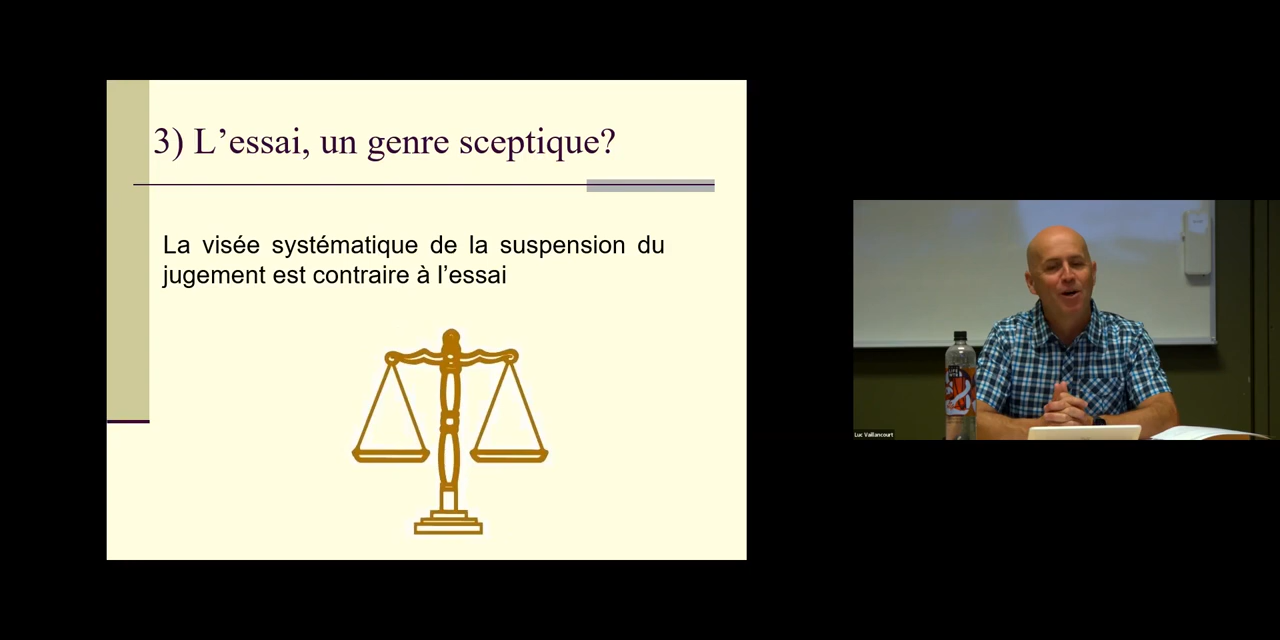 3) L’essai, un genre sceptique?
La visée systématique de la suspension du
jugement est contraire à l’essai
Luc Vaillancourt